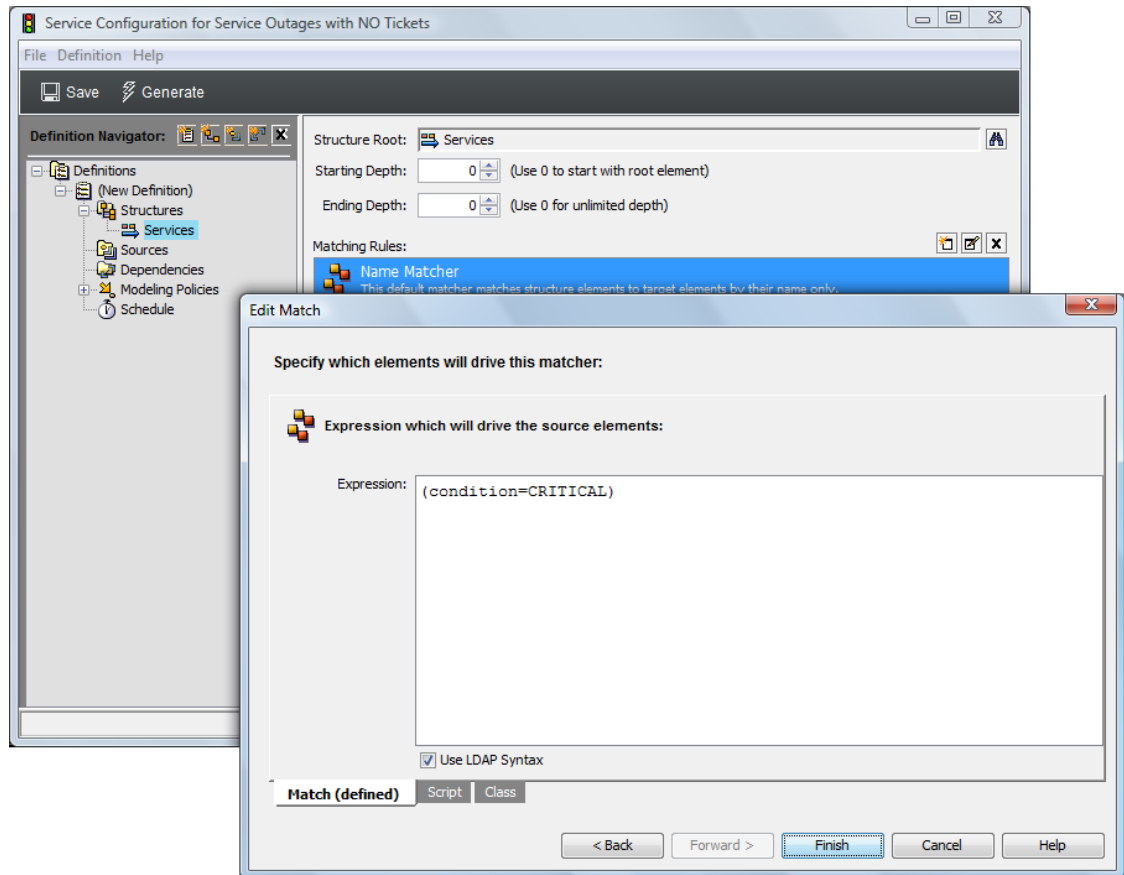 Service Configuration for Service Outages with NO Tickets
File Definition Help
Save Generate
Definition Navigator:
Definitions
(New Definition)
Structures
Services
Sources
Dependencies
Modeling Policies
Schedule
Structure Root: Services
Starting Depth: 0 (Use 0 to start with root element)
Ending Depth: 0 (Use 0 for unlimited depth)
Matching Rules:
Name Matcher
This default matcher matches structure elements to target elements by their name only.
Edit Match
Specify which elements will drive this matcher:
Expression which will drive the source elements:
Expression: (condition=CRITICAL)
Use LDAP Syntax
Match (defined) Script Class
< Back Forward > Finish Cancel Help